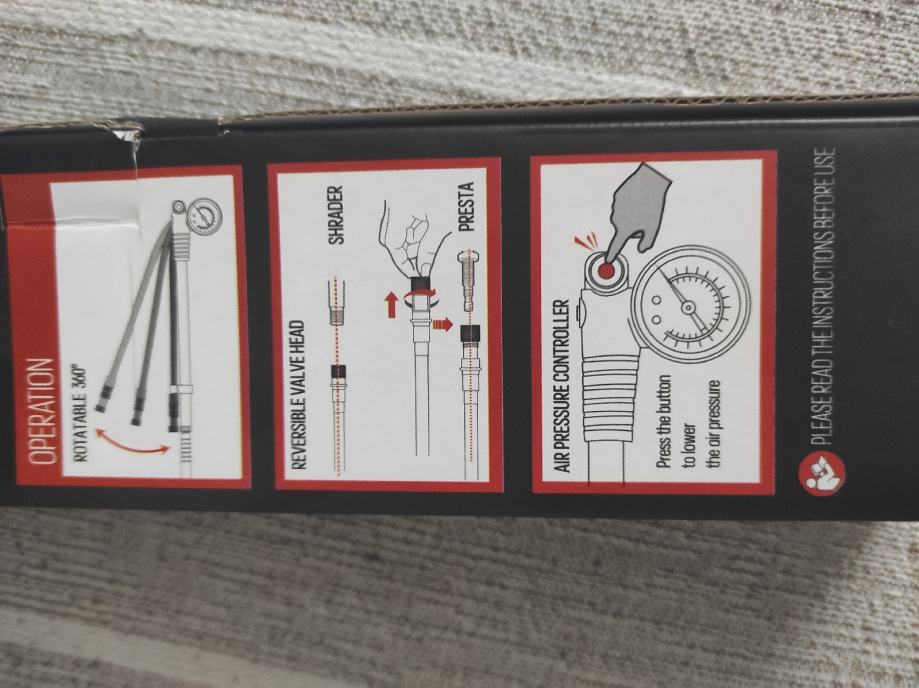 OPERATION
ROTATABLE 360°
REVERSIBLE VALVE HEAD
SHRADER
PRESTA
AIR PRESSURE CONTROLLER
Press the button
to lower
the air pressure
PLEASE READ THE INSTRUCTIONS BEFORE USE